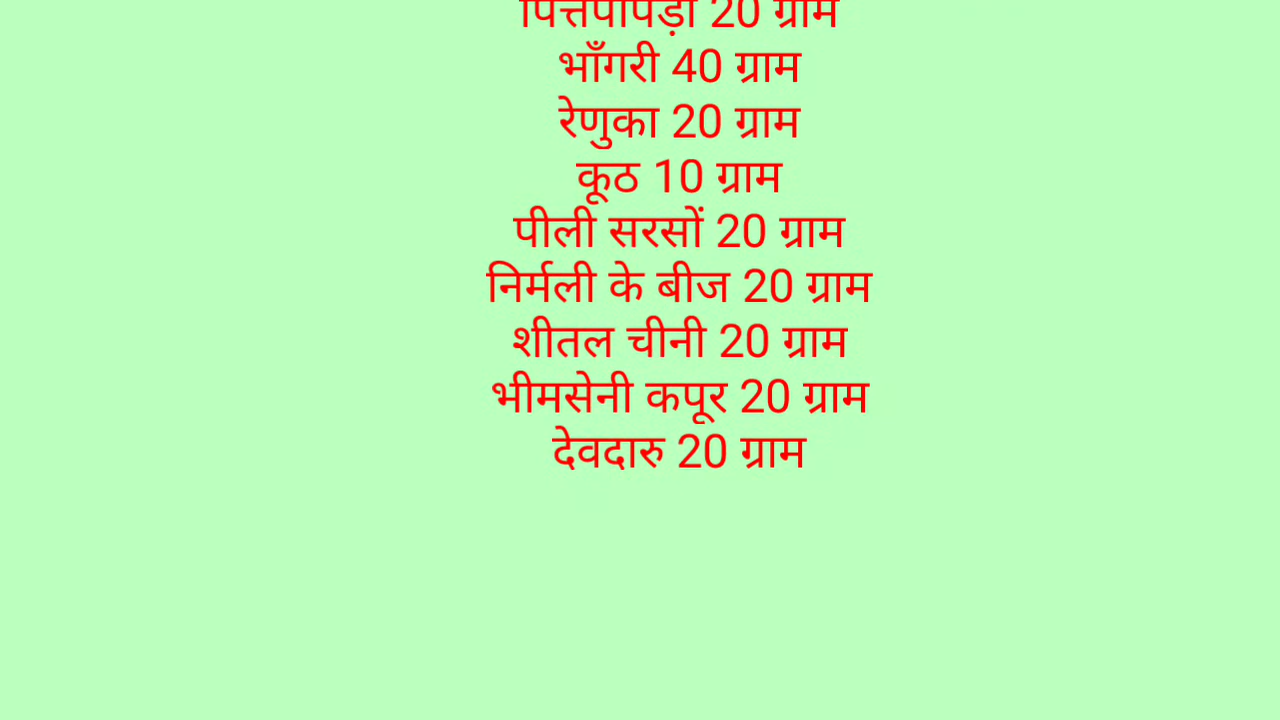 पित्तपापड़ा 20 ग्राम
भाँगरी 40 ग्राम
रेणुका 20 ग्राम
कूठ 10 ग्राम
पीली सरसों 20 ग्राम
निर्मली के बीज 20 ग्राम
शीतल चीनी 20 ग्राम
भीमसेनी कपूर 20 ग्राम
देवदारु 20 ग्राम